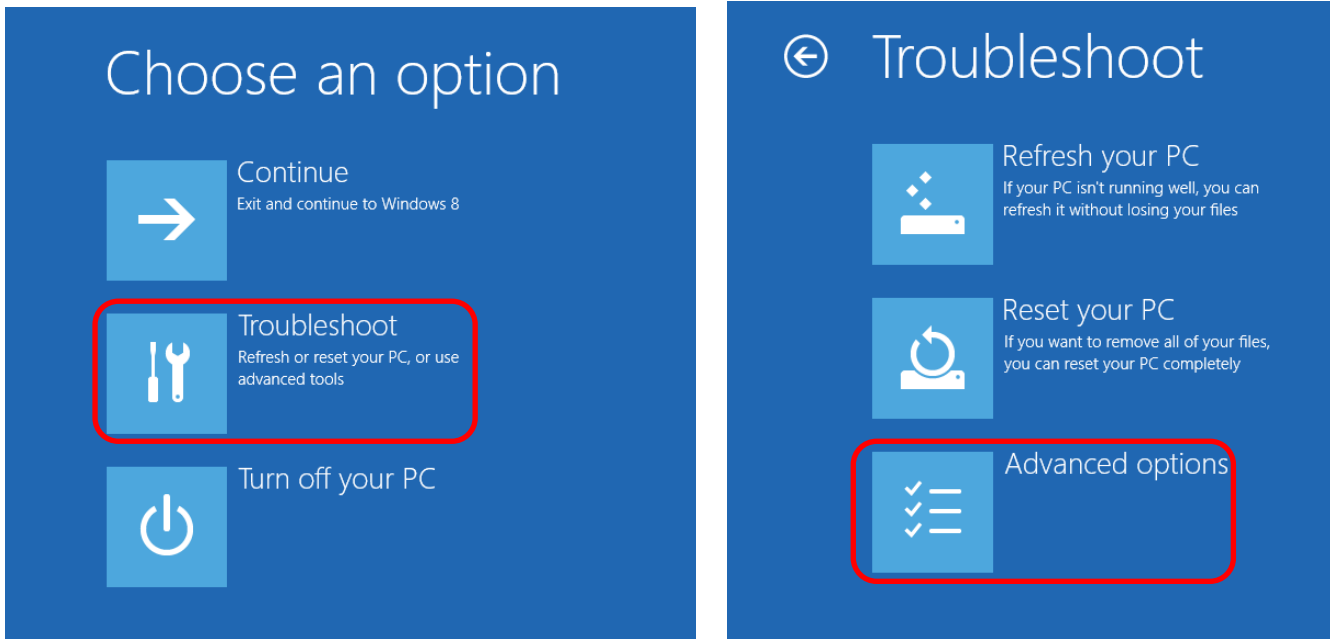 Choose an option
Continue
Exit and continue to Windows 8
Troubleshoot
Refresh or reset your PC, or use
advanced tools
Turn off your PC
Troubleshoot
Refresh your PC
If your PC isn't running well, you can
refresh it without losing your files
Reset your PC
If you want to remove all of your files,
you can reset your PC completely
Advanced options